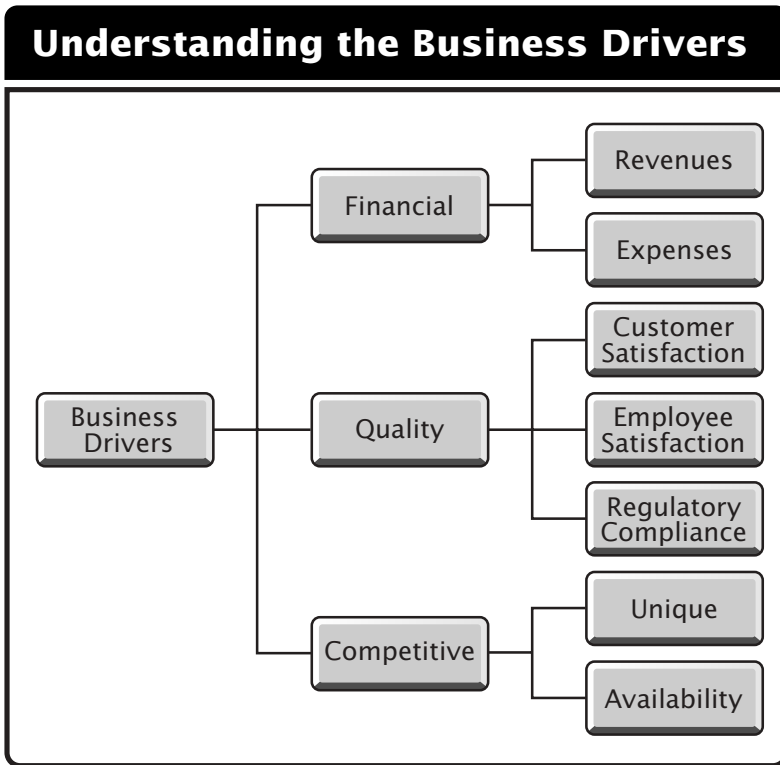 Understanding the Business Drivers
Business
Drivers
Financial
Revenues
Expenses
Quality
Customer
Satisfaction
Employee
Satisfaction
Regulatory
Compliance
Competitive
Unique
Availability